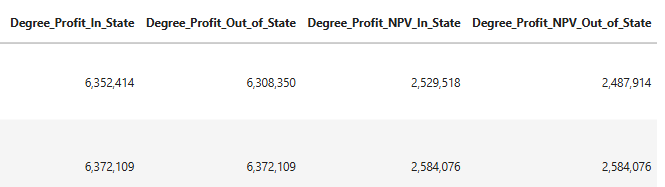 Degree_Profit_In_State Degree_Profit_Out_of_State Degree_Profit_NPV_In_State Degree_Profit_NPV_Out_of_State
6,352,414 6,308,350 2,529,518 2,487,914
6,372,109 6,372,109 2,584,076 2,584,076